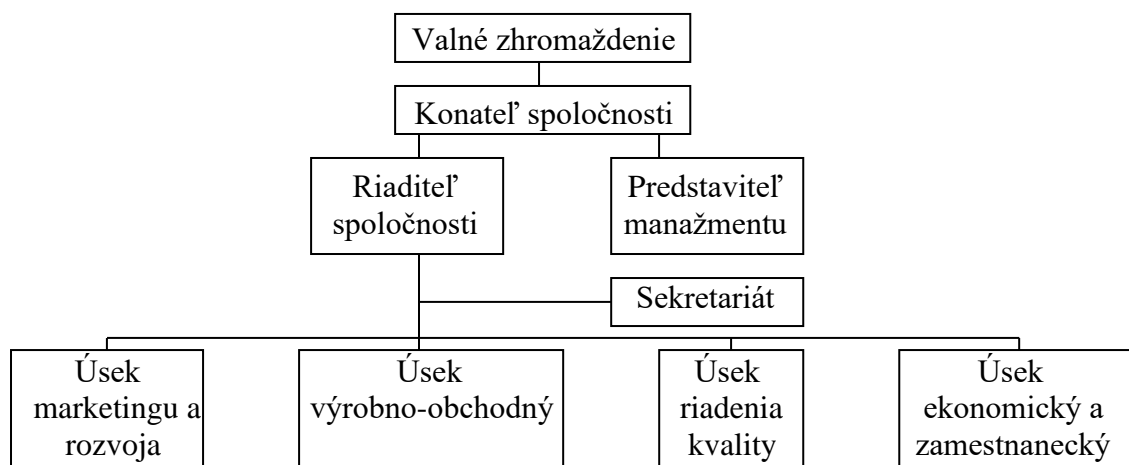 Valné zhromaždenie
Konateľ spoločnosti
Riaditeľ
spoločnosti
Predstaviteľ
manažmentu
Sekretariát
Úsek
marketingu a
rozvoja
Úsek
výrobno-obchodný
Úsek
riadenia
kvality
Úsek
ekonomický a
zamestnanecký